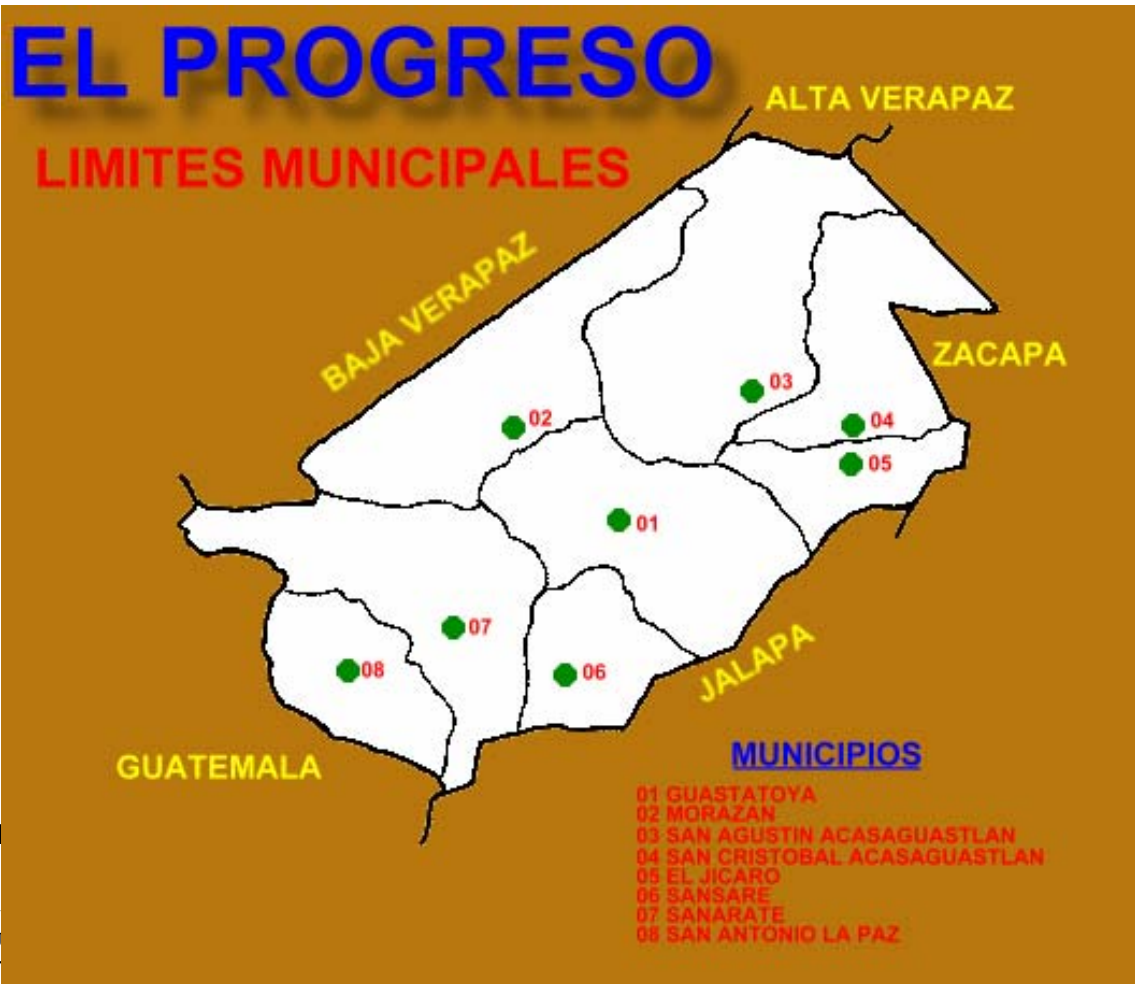 EL PROGRESO
LIMITES MUNICIPALES
ALTA VERAPAZ
BAJA VERAPAZ
ZACAPA
03
02
04
05
01
07
08
06
JALAPA
GUATEMALA
MUNICIPIOS
01 GUASTATOYA
02 MORAZAN
03 SAN AGUSTIN ACASAGUASTLAN
04 SAN CRISTOBAL ACASAGUASTLAN
05 EL JICARO
06 SANSARE
07 SANARATE
08 SAN ANTONIO LA PAZ